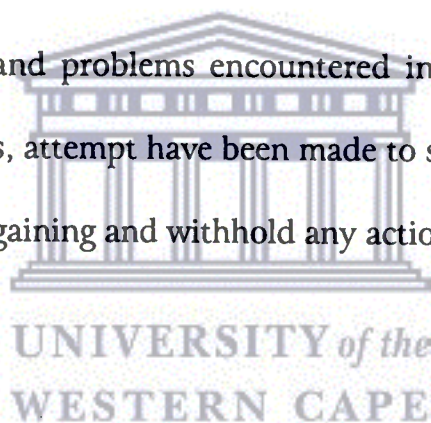 and problems encountered in
s, attempt have been made to s
gaining and withhold any actio
UNIVERSITY of the
WESTERN CAPE